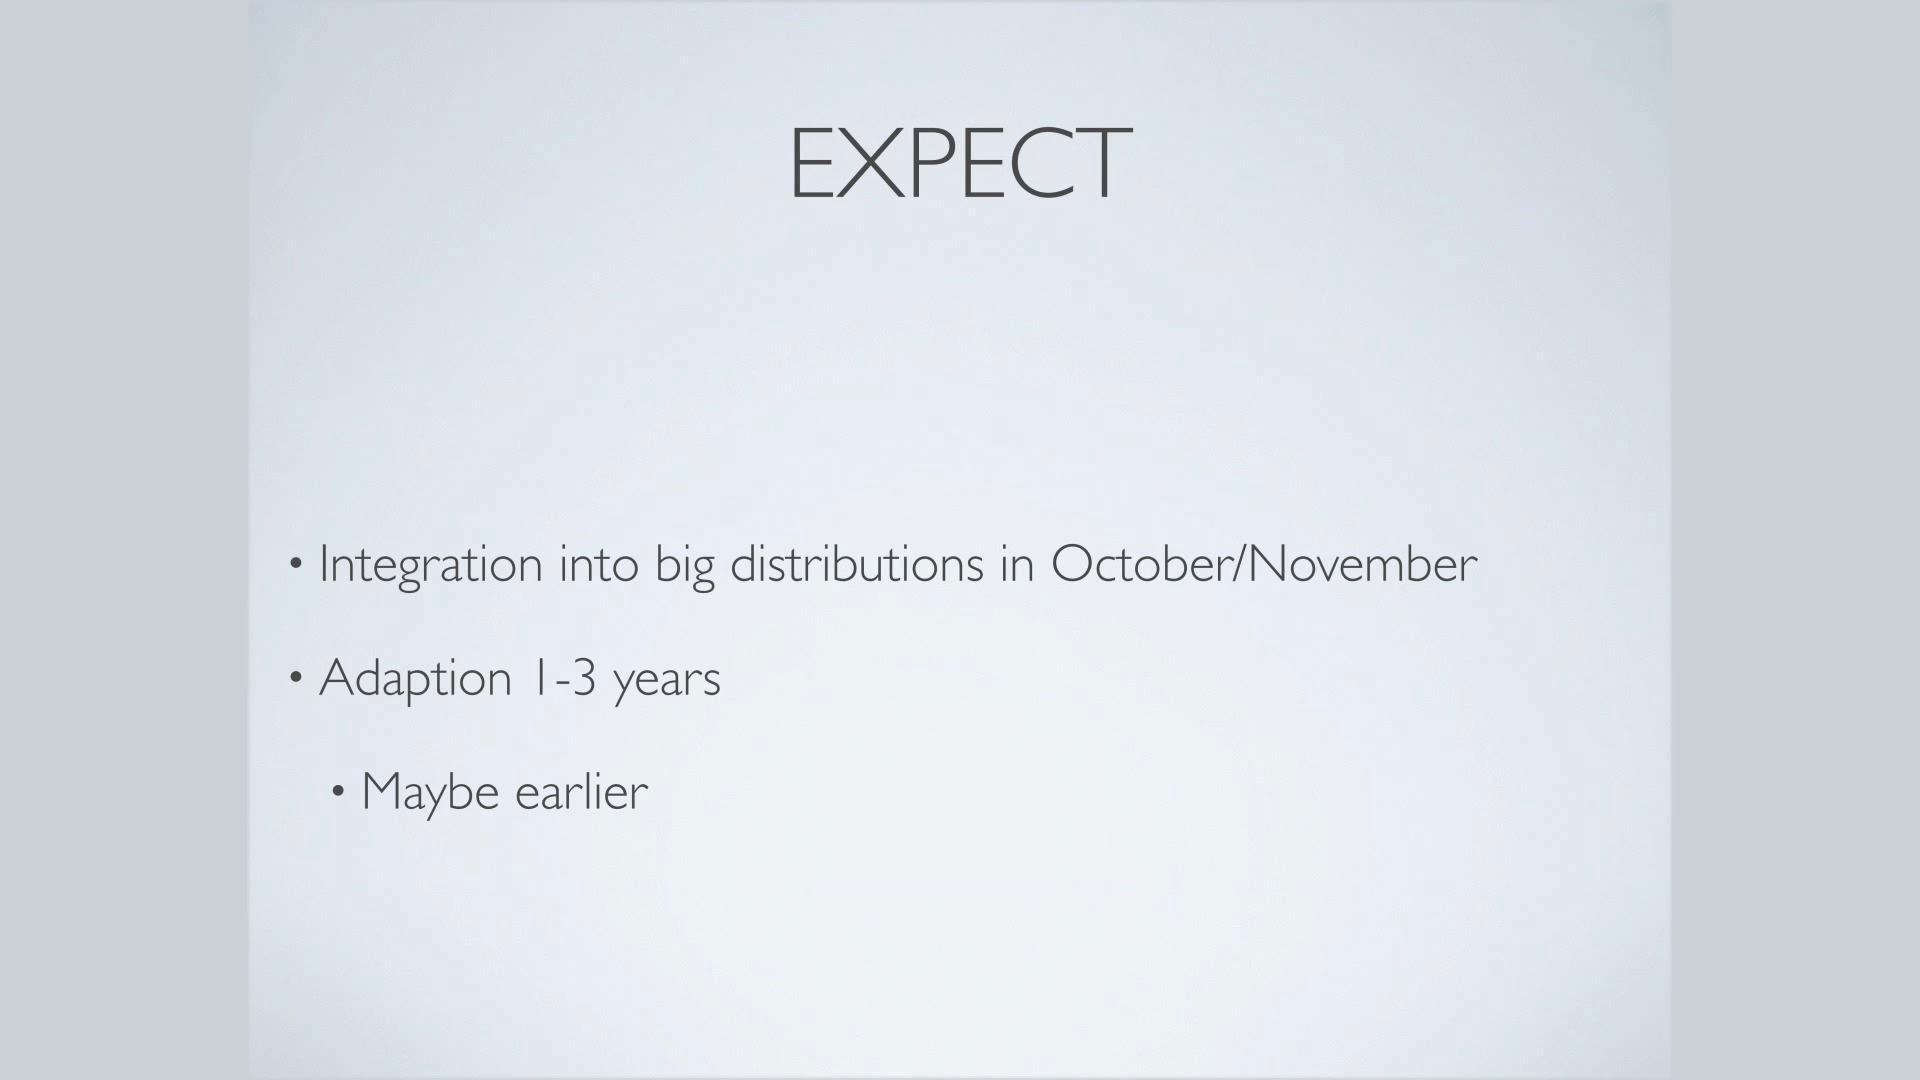 EXPECT
• Integration into big distributions in October/November
• Adaption 1-3 years
• Maybe earlier